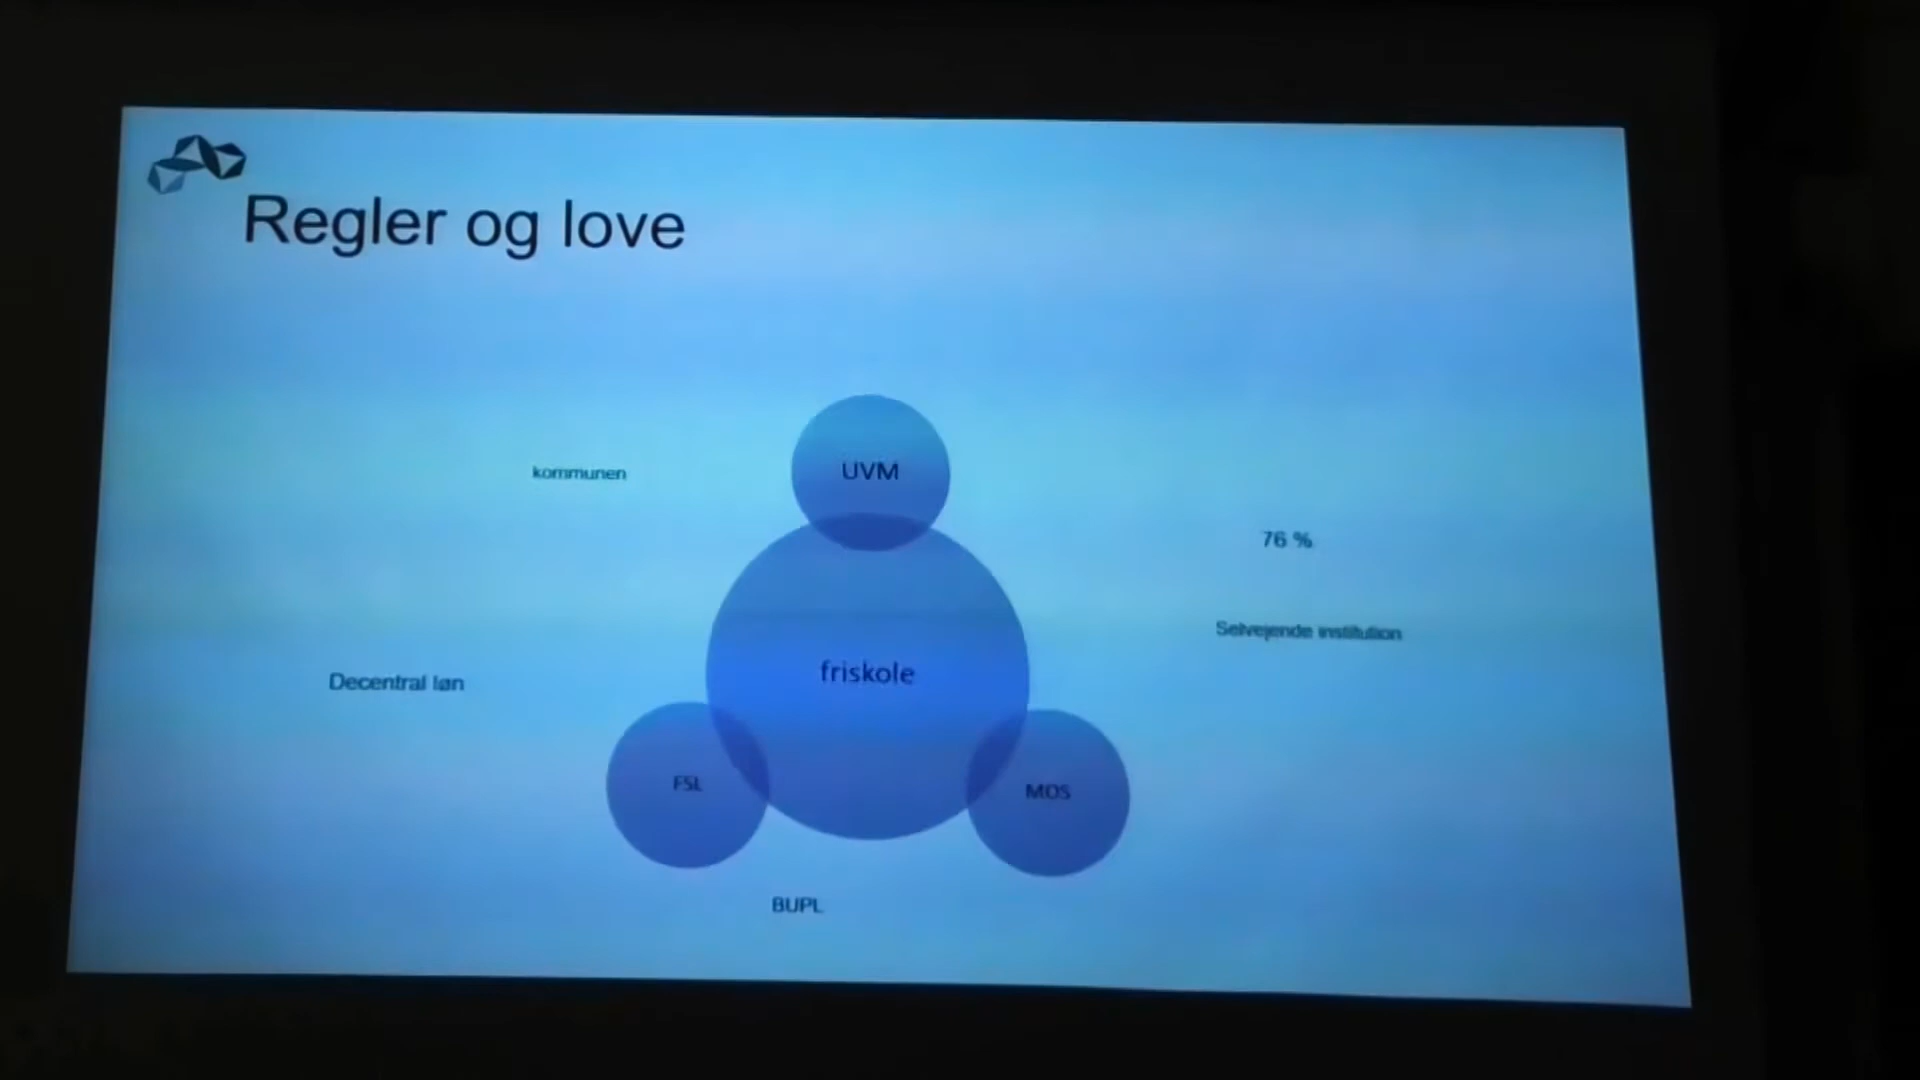 Regler og love
kommunen
UVM
76 %
Selvejende institution
friskole
Decentral løn
FSL
MOS
BUPL